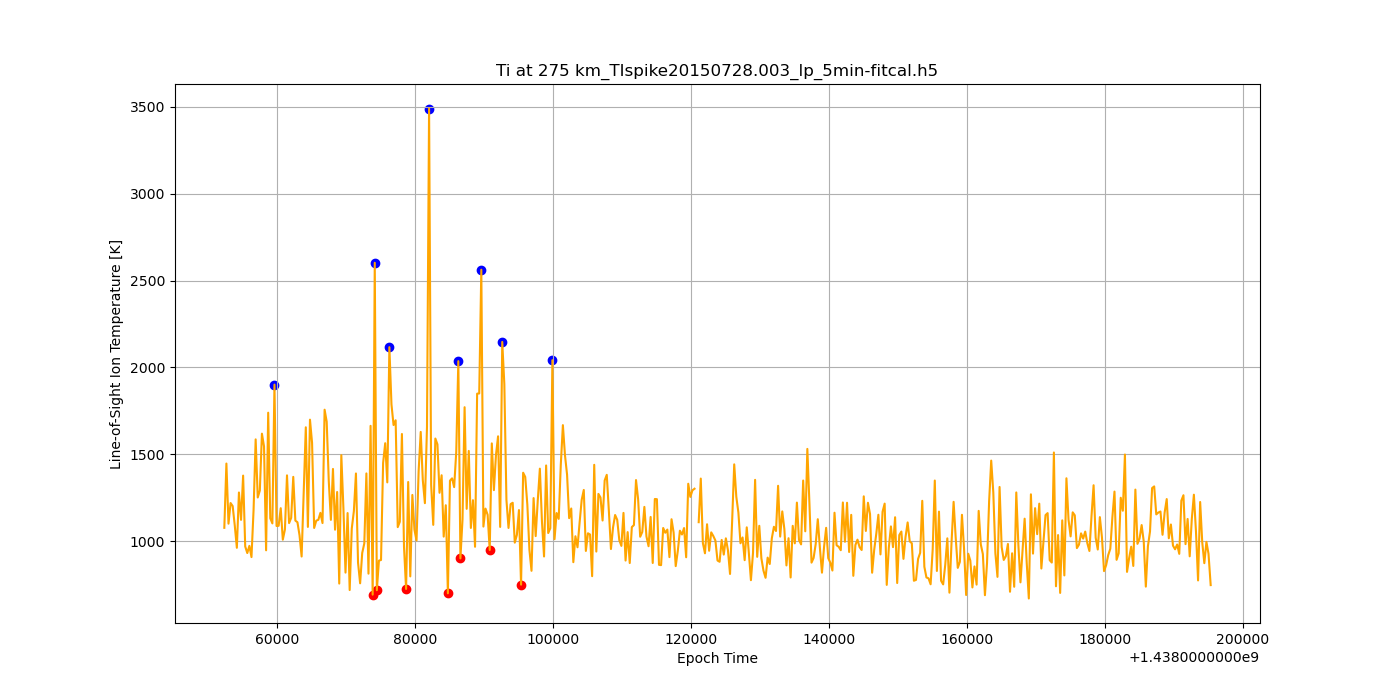 Ti at 275 km_TIspike20150728.003_lp_5min-fitcal.h5
Line-of-Sight Ion Temperature [K]
3500
3000
2500
2000
1500
1000
60000 80000 100000 120000 140000 160000 180000 200000
Epoch Time
+1.4380000000e9